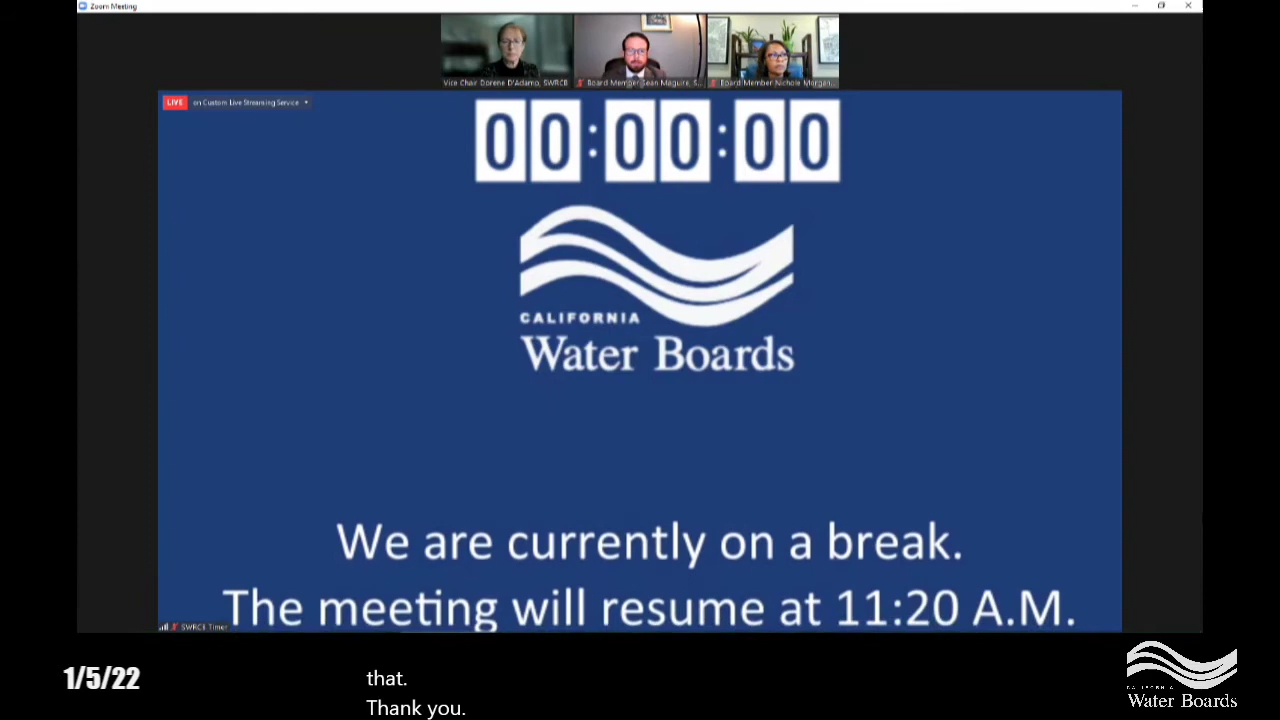 Zoom Meeting
Vice Chair Dorene D'Adamo, SWRCB
Board Member Sean Maguire, S...
Board Member Nichole Morgan...
LIVE
on Custom Live Streaming Service
00:00:00
CALIFORNIA
Water Boards
We are currently on a break.
The meeting will resume at 11:20 A.M.
SWRCB Timer
1/5/22
that.
Thank you.
CALIFORNIA
Water Boards